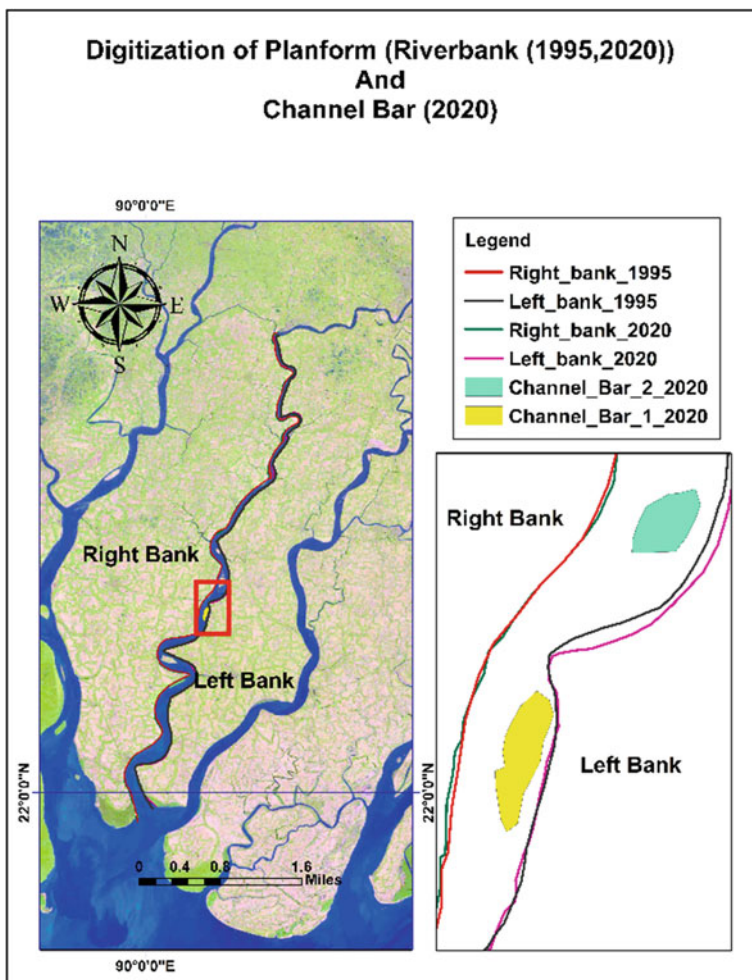 Digitization of Planform (Riverbank (1995,2020))
And
Channel Bar (2020)
90°0'0"E
N
W
E
S
Right Bank
Left Bank
22°0'0"N
0 0.4 0.8 1.6
Miles
90°0'0"E
Legend
Right_bank_1995
Left_bank_1995
Right_bank_2020
Left_bank_2020
Channel_Bar_2_2020
Channel_Bar_1_2020
Right Bank
Left Bank
22°0'0"N